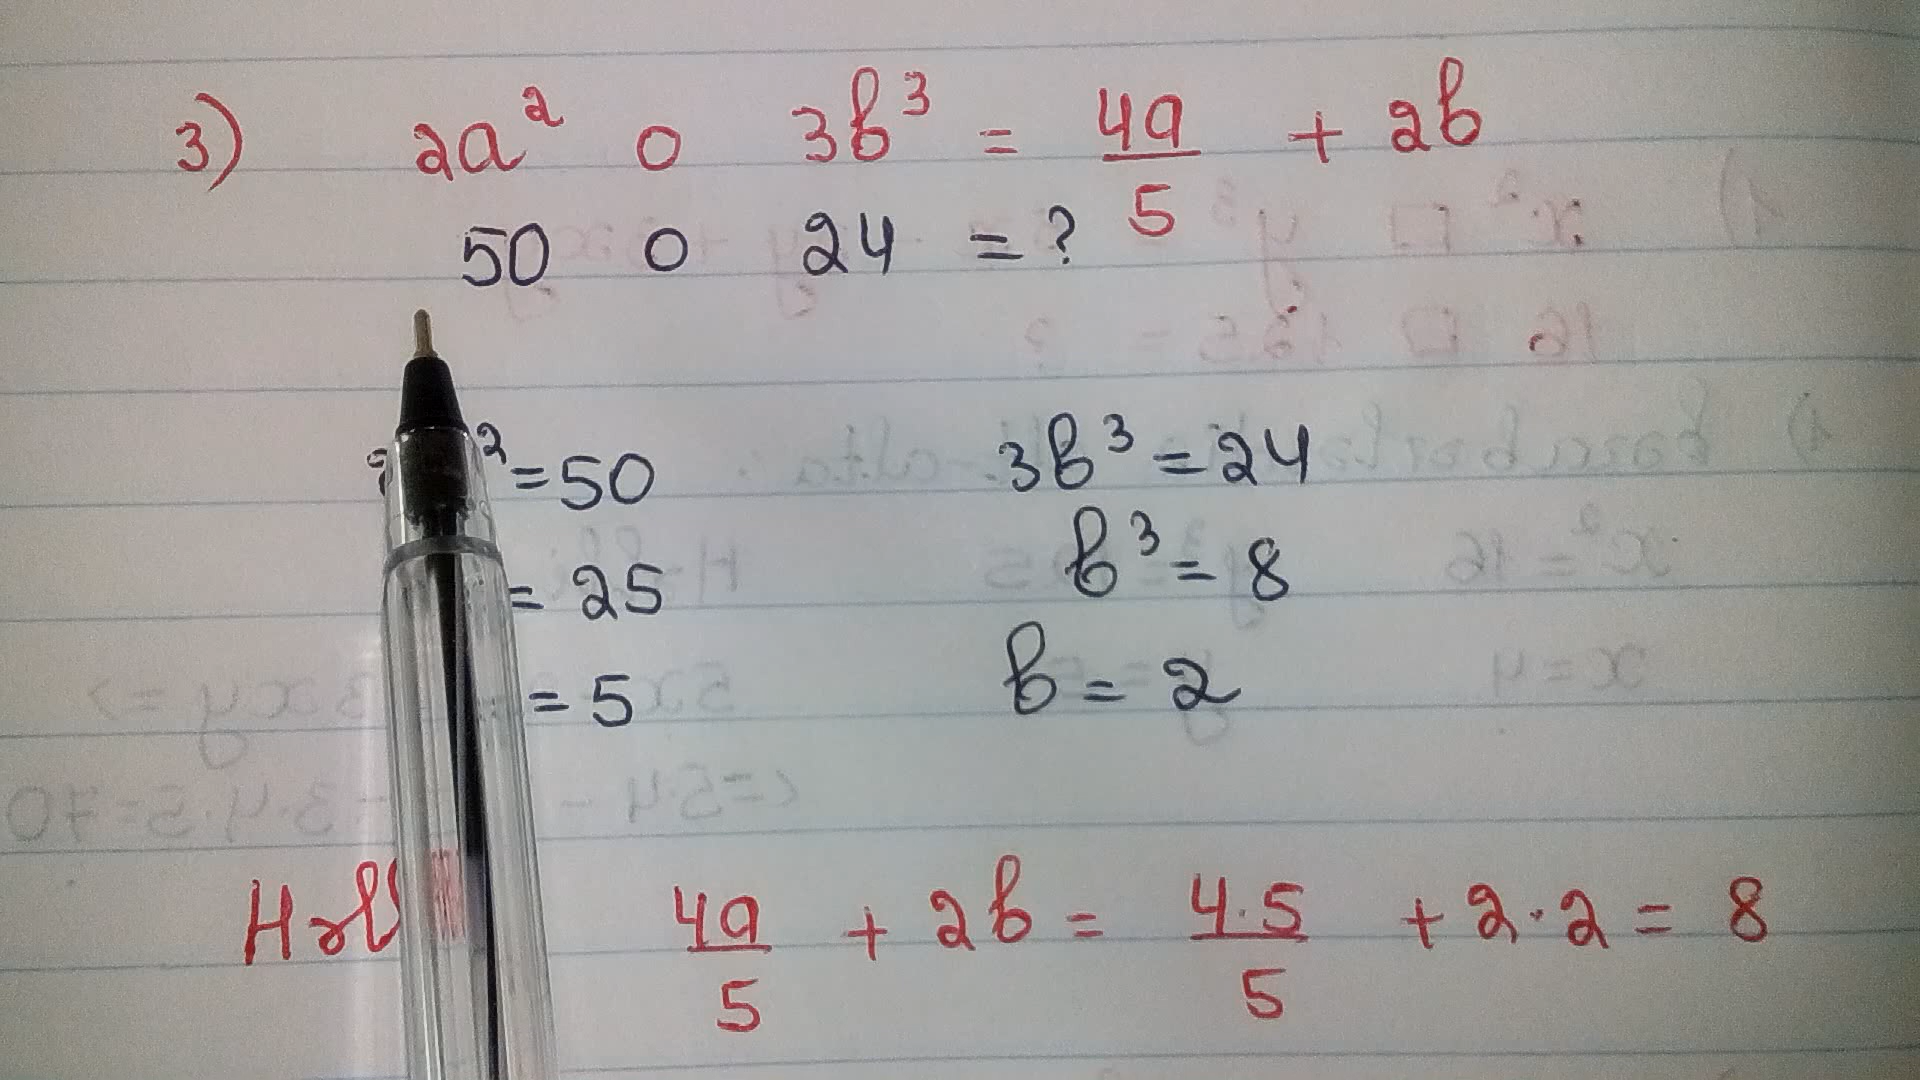 3) 2a² o 3b³ = 4a/5 + 2b
50 o 24 = ?
² = 50 3b³ = 24
= 25 b³ = 8
= 5 b = 2
4a/5 + 2b = 4·5/5 + 2·2 = 8